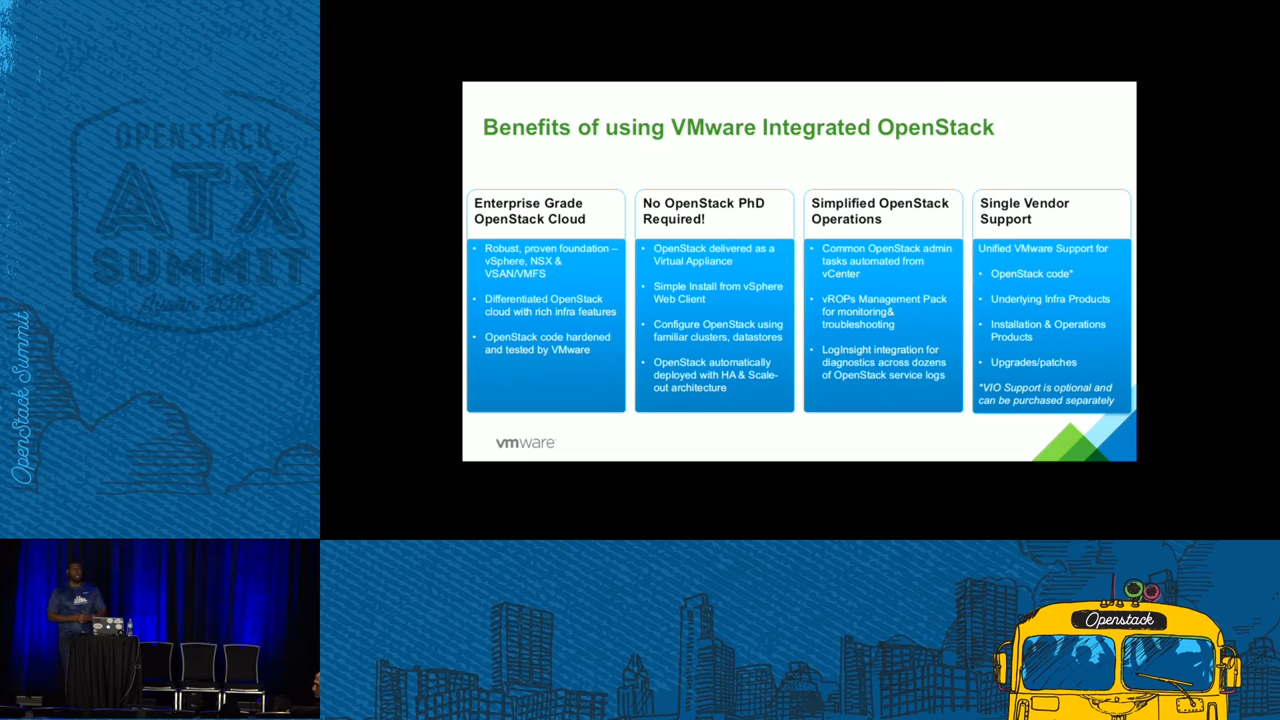 OPENSTACK
ATX
OpenStack Summit
Benefits of using VMware Integrated OpenStack
Enterprise Grade
OpenStack Cloud
• Robust, proven foundation –
vSphere, NSX &
VSAN/VMFS
• Differentiated OpenStack
cloud with rich infra features
• OpenStack code hardened
and tested by VMware
No OpenStack PhD
Required!
• OpenStack delivered as a
Virtual Appliance
• Simple Install from vSphere
Web Client
• Configure OpenStack using
familiar clusters, datastores
• OpenStack automatically
deployed with HA & Scale-
out architecture
Simplified OpenStack
Operations
• Common OpenStack admin
tasks automated from
vCenter
• vROPs Management Pack
for monitoring&
troubleshooting
• LogInsight integration for
diagnostics across dozens
of OpenStack service logs
Single Vendor
Support
Unified VMware Support for
• OpenStack code*
• Underlying Infra Products
• Installation & Operations
Products
• Upgrades/patches
*VIO Support is optional and
can be purchased separately
vmware
Openstack